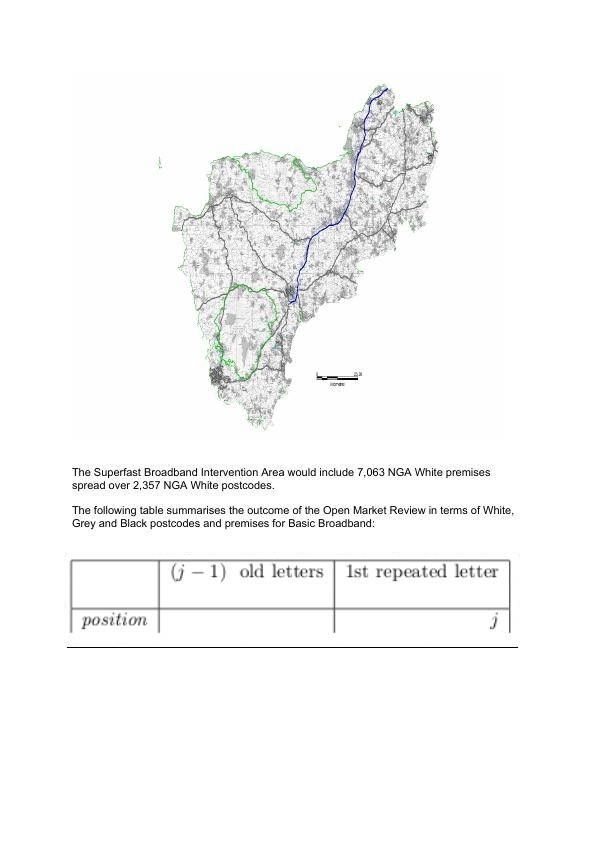 The Superfast Broadband Intervention Area would include 7,063 NGA White premises
spread over 2,357 NGA White postcodes.
The following table summarises the outcome of the Open Market Review in terms of White,
Grey and Black postcodes and premises for Basic Broadband:
(j − 1) old letters 1st repeated letter
position j